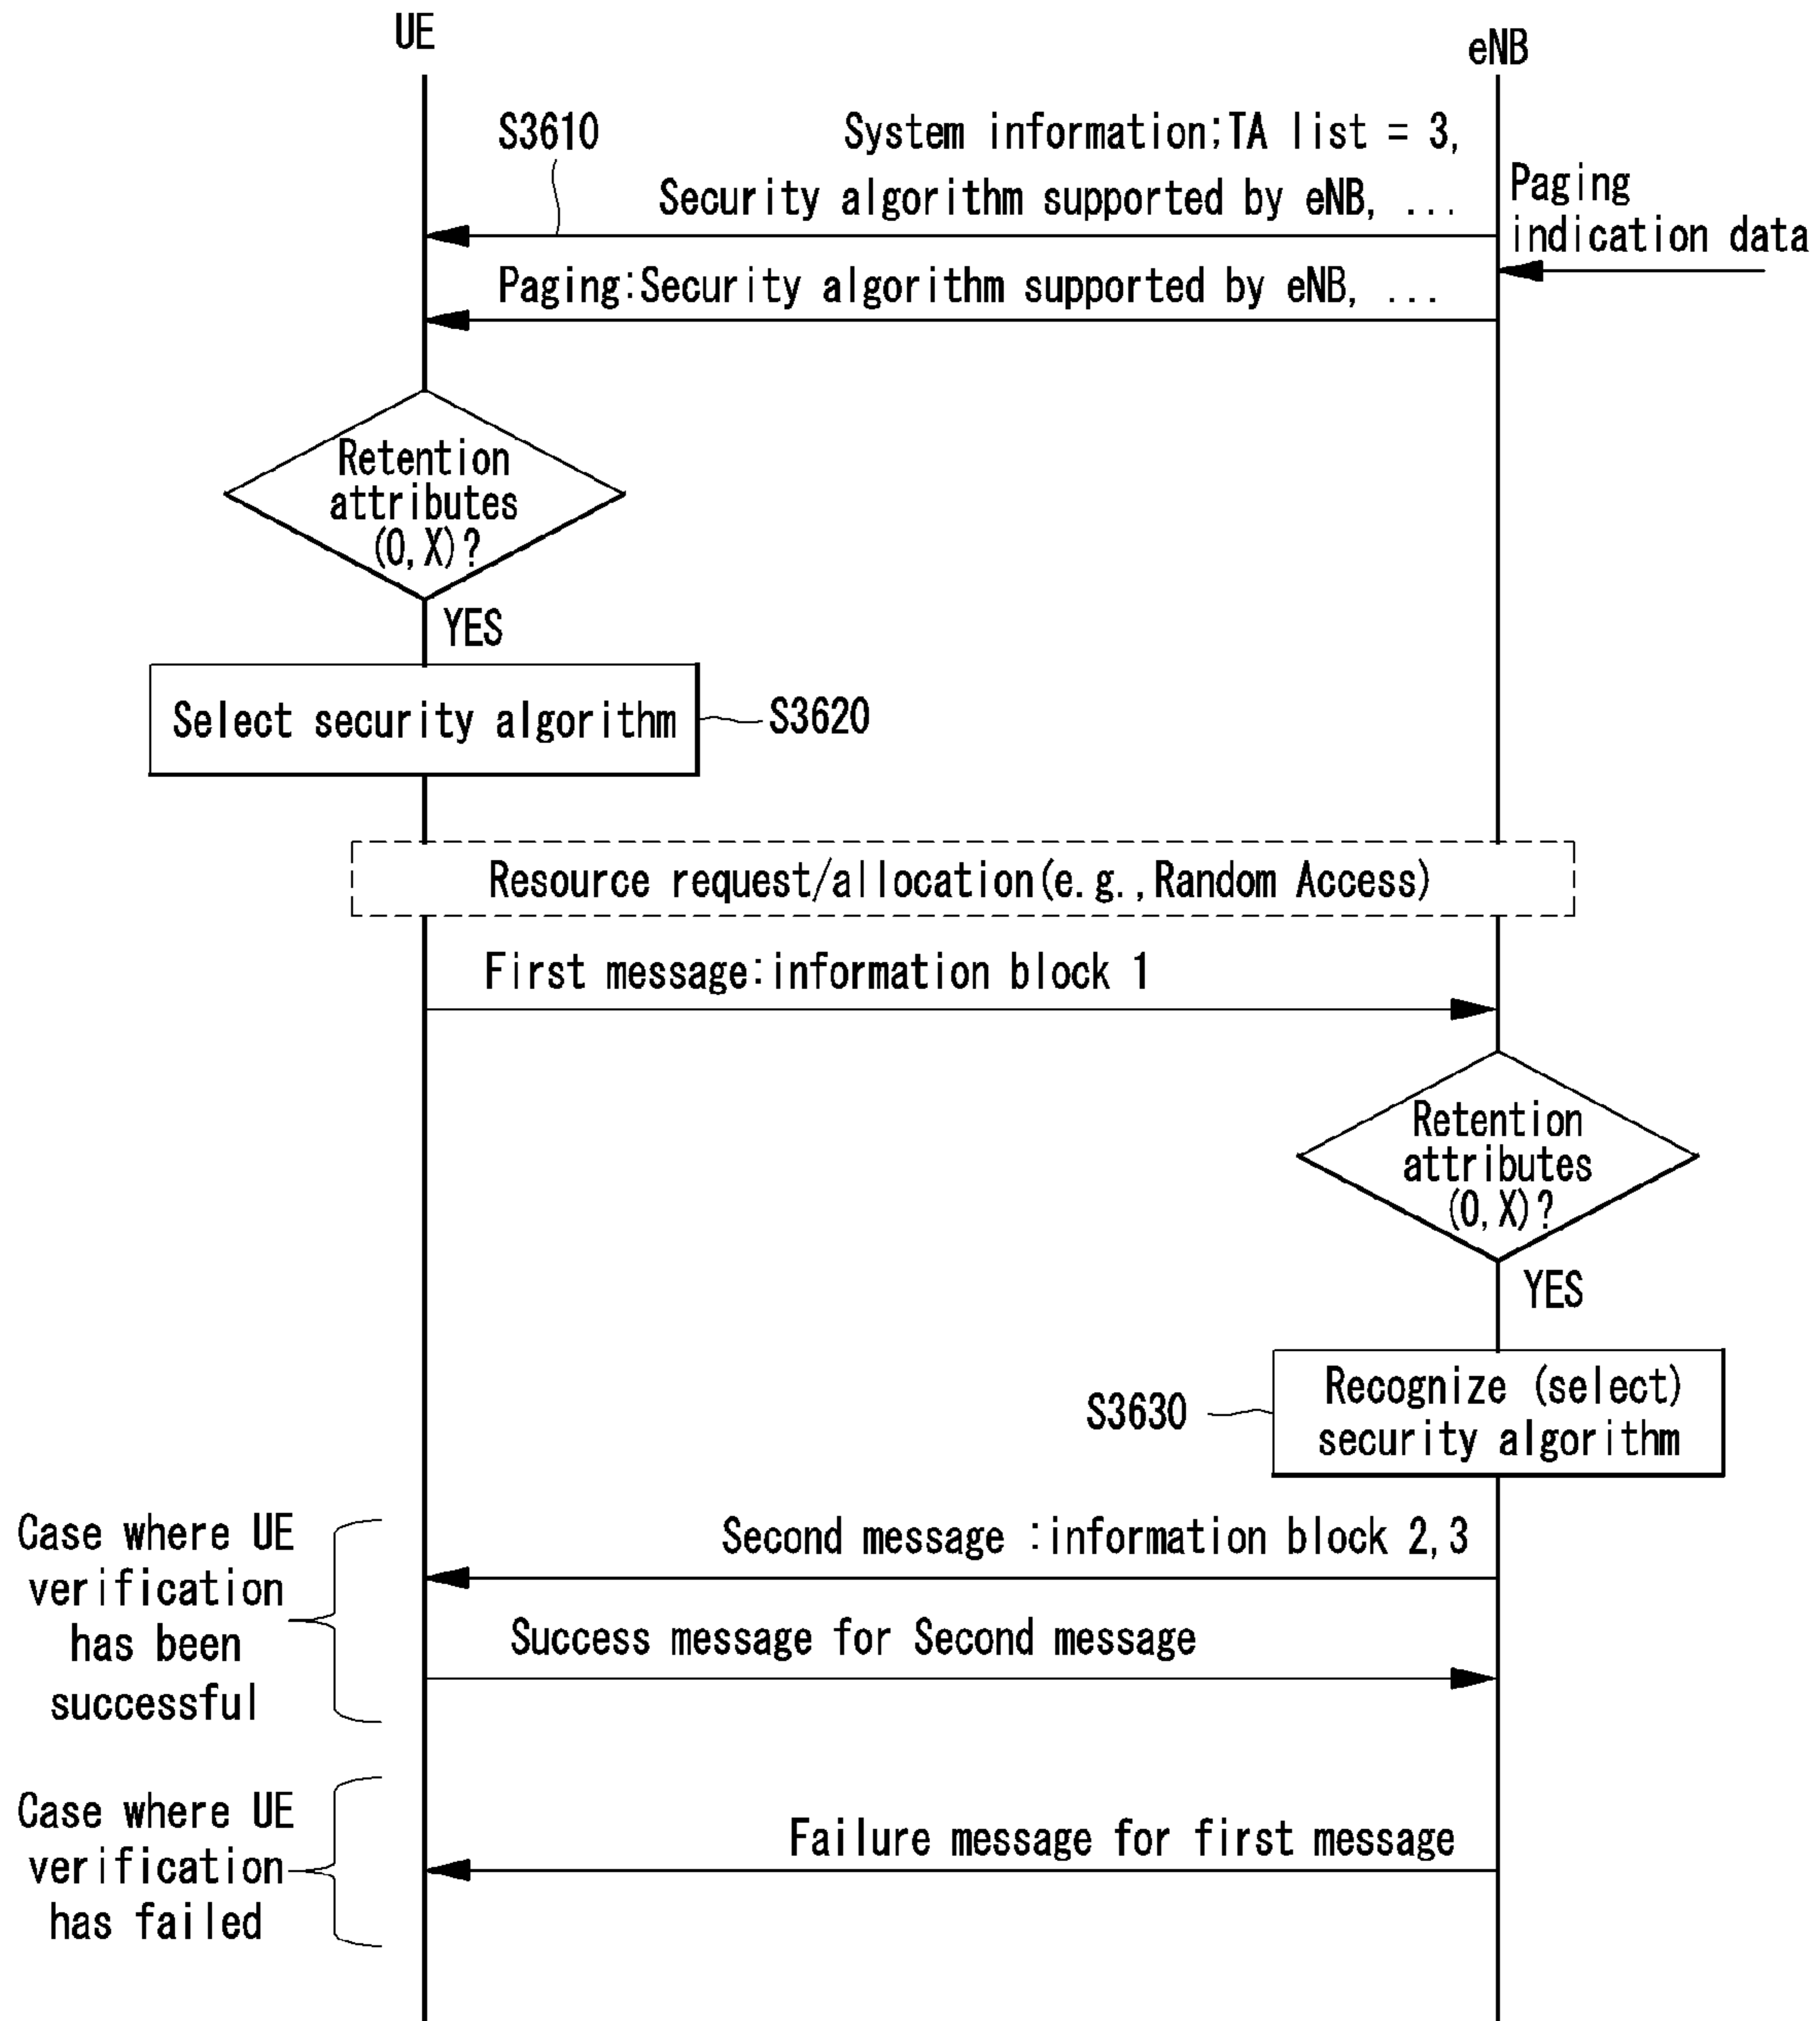 UE
eNB
S3610
System information;TA list = 3,
Security algorithm supported by eNB, ...
Paging
indication data
Paging:Security algorithm supported by eNB, ...
Retention
attributes
(O,X)?
YES
Select security algorithm
S3620
Resource request/allocation(e.g.,Random Access)
First message:information block 1
Retention
attributes
(O,X)?
YES
S3630
Recognize (select)
security algorithm
Case where UE
verification
has been
successful
Second message :information block 2,3
Success message for Second message
Case where UE
verification
has failed
Failure message for first message